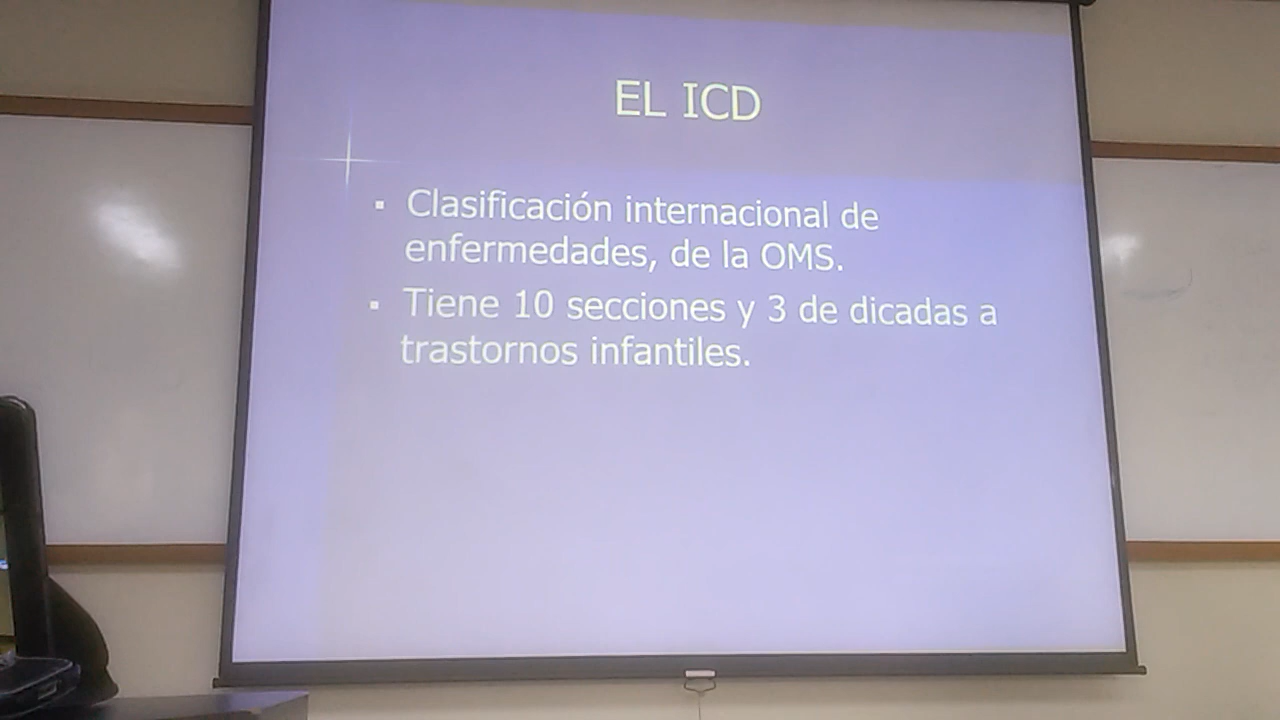 EL ICD
Clasificación internacional de
enfermedades, de la OMS.
Tiene 10 secciones y 3 de dicadas a
trastornos infantiles.